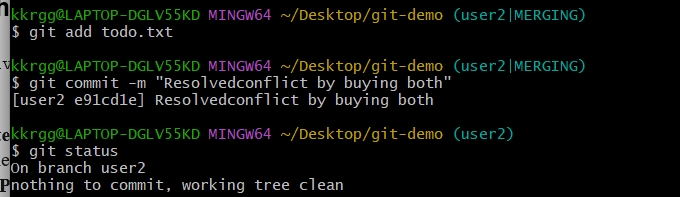 kkrgg@LAPTOP-DGLV55KD MINGW64 ~/Desktop/git-demo (user2|MERGING)
$ git add todo.txt
kkrgg@LAPTOP-DGLV55KD MINGW64 ~/Desktop/git-demo (user2|MERGING)
$ git commit -m "Resolvedconflict by buying both"
[user2 e91cd1e] Resolvedconflict by buying both
kkrgg@LAPTOP-DGLV55KD MINGW64 ~/Desktop/git-demo (user2)
$ git status
On branch user2
nothing to commit, working tree clean